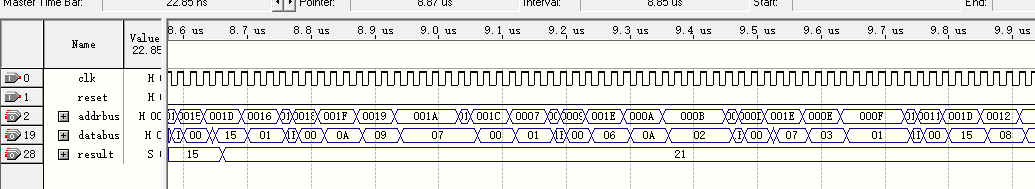 Master Time Bar: 22.85 ns Pointer: 8.87 us Interval: 8.85 us Start: End:
Name Value 22.85 8.6 us 8.7 us 8.8 us 8.9 us 9.0 us 9.1 us 9.2 us 9.3 us 9.4 us 9.5 us 9.6 us 9.7 us 9.8 us 9.9 us
0 clk H
1 reset H
2 addrbus H 0C 0015 001D 0016 001F 0019 001A 001C 0007 001E 000A 000B 001E 000E 000F 001D 0012
19 databus H 00 15 01 00 0A 09 07 00 01 00 06 0A 02 00 07 03 01 00 15 08
28 result S 15 21